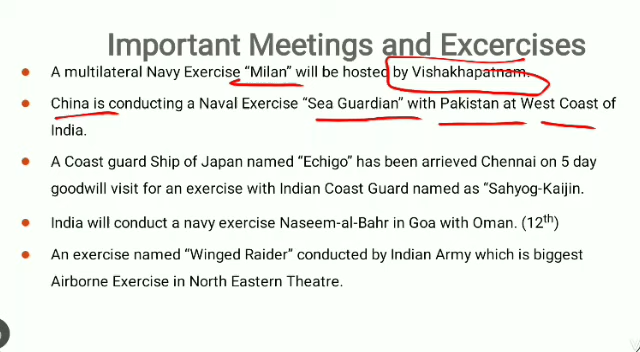 Important Meetings and Excercises
• A multilateral Navy Exercise “Milan” will be hosted by Vishakhapatnam.
• China is conducting a Naval Exercise “Sea Guardian” with Pakistan at West Coast of
India.
• A Coast guard Ship of Japan named “Echigo” has been arrieved Chennai on 5 day
goodwill visit for an exercise with Indian Coast Guard named as “Sahyog-Kaijin.
• India will conduct a navy exercise Naseem-al-Bahr in Goa with Oman. (12th)
• An exercise named “Winged Raider” conducted by Indian Army which is biggest
Airborne Exercise in North Eastern Theatre.